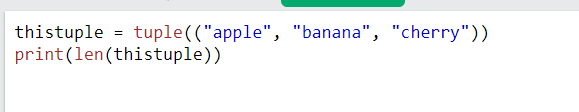 thistuple = tuple(("apple", "banana", "cherry"))
print(len(thistuple))